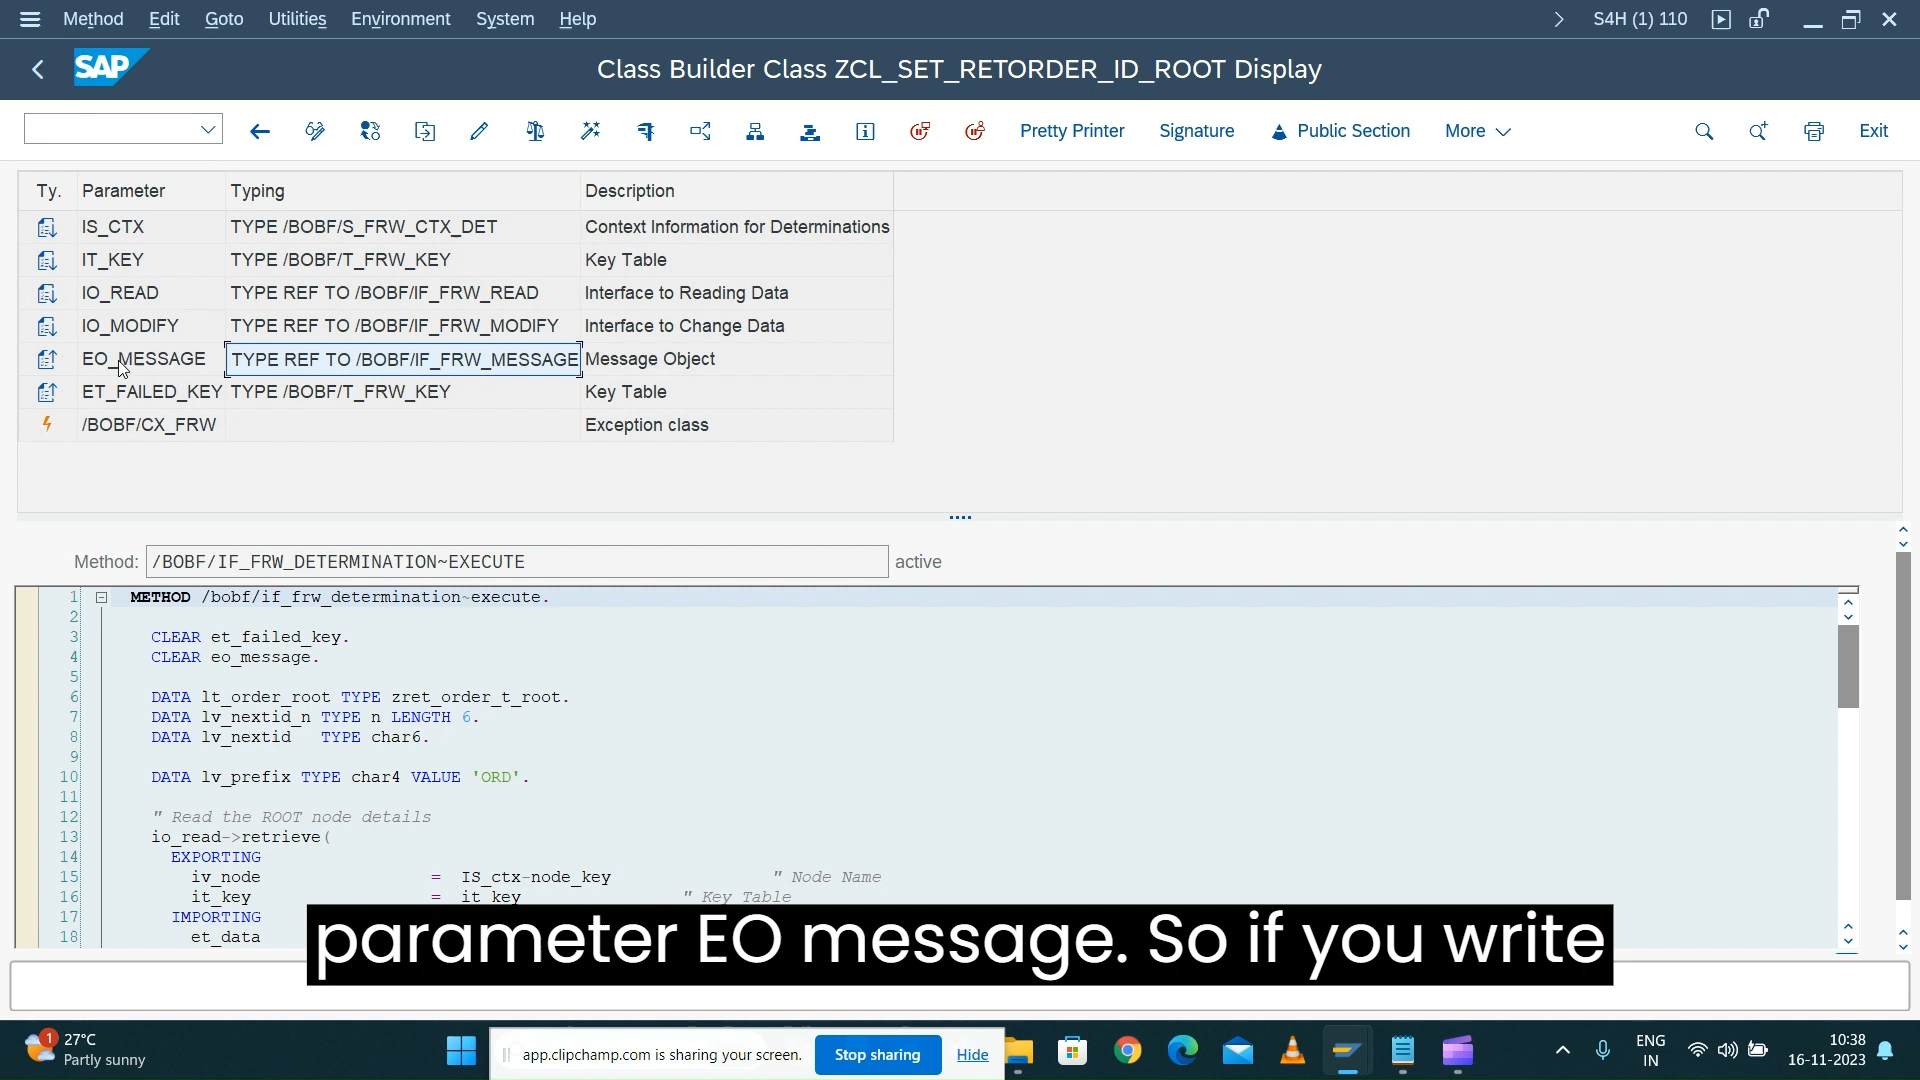 Method Edit Goto Utilities Environment System Help S4H (1) 110
SAP Class Builder Class ZCL_SET_RETORDER_ID_ROOT Display
Pretty Printer Signature Public Section More Exit
Ty. Parameter Typing Description
IS_CTX TYPE /BOBF/S_FRW_CTX_DET Context Information for Determinations
IT_KEY TYPE /BOBF/T_FRW_KEY Key Table
IO_READ TYPE REF TO /BOBF/IF_FRW_READ Interface to Reading Data
IO_MODIFY TYPE REF TO /BOBF/IF_FRW_MODIFY Interface to Change Data
EO_MESSAGE TYPE REF TO /BOBF/IF_FRW_MESSAGE Message Object
ET_FAILED_KEY TYPE /BOBF/T_FRW_KEY Key Table
/BOBF/CX_FRW Exception class
Method: /BOBF/IF_FRW_DETERMINATION~EXECUTE active
1 METHOD /bobf/if_frw_determination~execute.
2
3 CLEAR et_failed_key.
4 CLEAR eo_message.
5
6 DATA lt_order_root TYPE zret_order_t_root.
7 DATA lv_nextid_n TYPE n LENGTH 6.
8 DATA lv_nextid TYPE char6.
9
10 DATA lv_prefix TYPE char4 VALUE 'ORD'.
11
12 " Read the ROOT node details
13 io_read->retrieve(
14 EXPORTING
15 iv_node = IS_ctx-node_key " Node Name
16 it_key = it_key " Key Table
17 IMPORTING
18 et_data
parameter EO message. So if you write
1 27°C
Partly sunny
app.clipchamp.com is sharing your screen. Stop sharing Hide
ENG
IN
10:38
16-11-2023